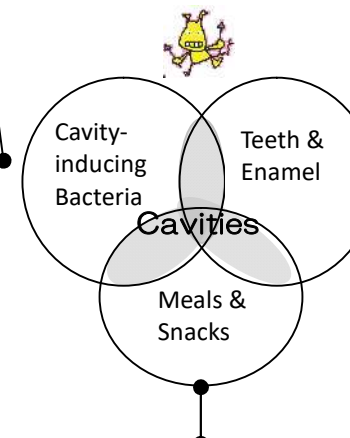 Cavity-
inducing
Bacteria
Teeth &
Enamel
Cavities
Meals &
Snacks